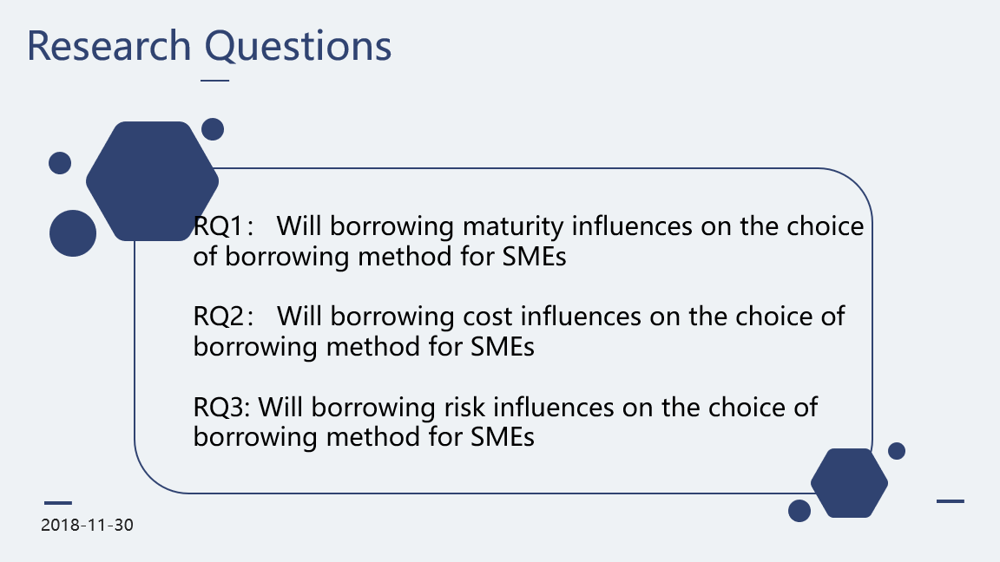 Research Questions
RQ1： Will borrowing maturity influences on the choice
of borrowing method for SMEs
RQ2： Will borrowing cost influences on the choice of
borrowing method for SMEs
RQ3: Will borrowing risk influences on the choice of
borrowing method for SMEs
2018-11-30